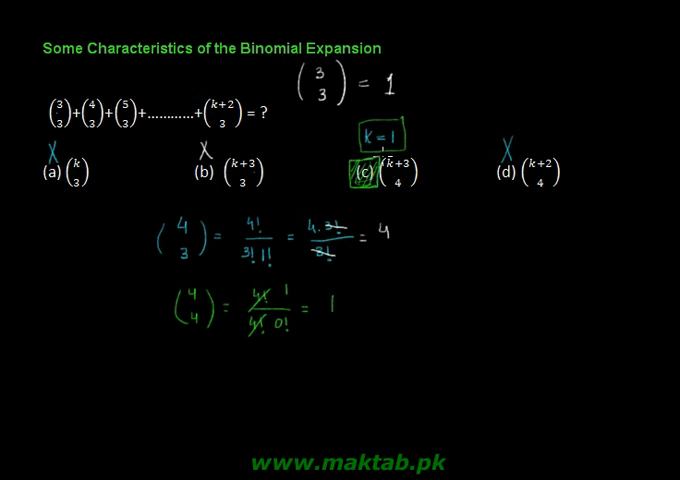 Some Characteristics of the Binomial Expansion
(3 3) = 1
(3 3)+(4 3)+(5 3)+............+(k+2 3) = ?
k = 1
X X X
(a) (k 3) (b) (k+3 3) (c) (k+3 4) (d) (k+2 4)
(4 3) = 4!/3! 1! = 4. 3!/3! = 4
(4 4) = 4! 1/4! 0! = 1
www.maktab.pk